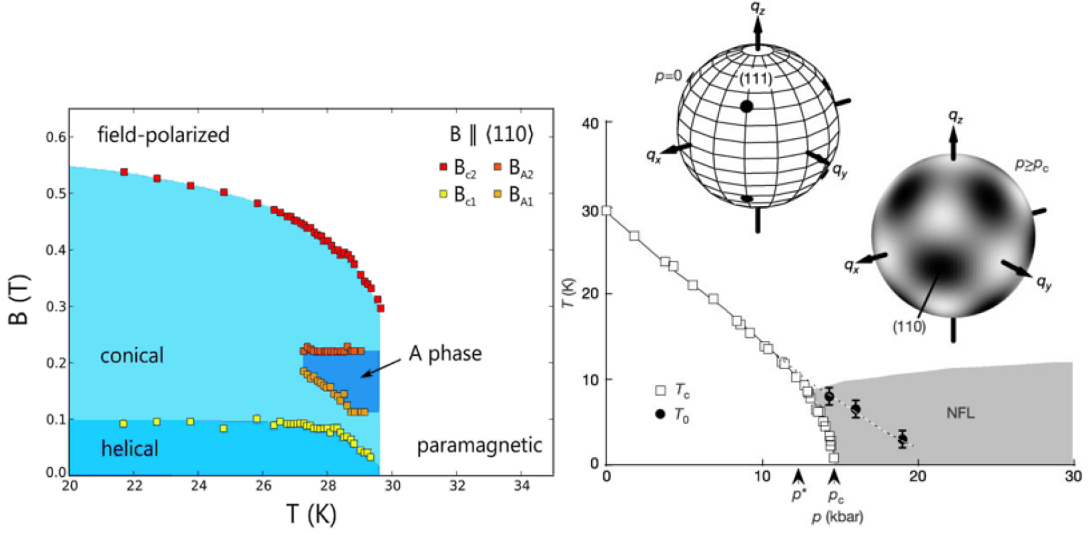 field-polarized
B ∥ ⟨110⟩
B_c2 B_A2
B_c1 B_A1
conical
A phase
helical
paramagnetic
0.6
0.5
0.4
0.3
0.2
0.1
0.0
B (T)
20 22 24 26 28 30 32 34
T (K)
q_z
p=0
(111)
q_x
q_y
q_z
p≥p_c
q_x
q_y
(110)
40
30
20
10
0
T (K)
T_c
T_0
NFL
0 10 20 30
p* p_c
p (kbar)